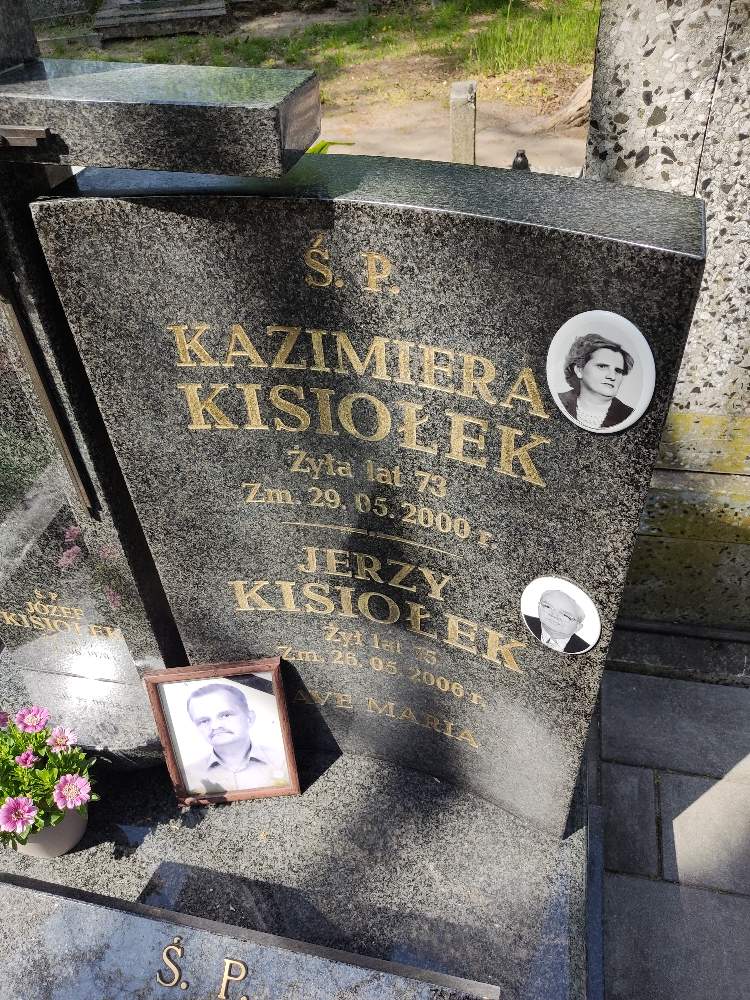 Ś. P.
KAZIMIERA
KISIOŁEK
Żyła lat 73
Zm. 29. 05. 2000 r.
JERZY
KISIOŁEK
Żył lat 75
Zm. 26. 05. 2006 r.
AVE MARIA
Ś P
JÓZEF
KISIOŁEK
Ś. P.